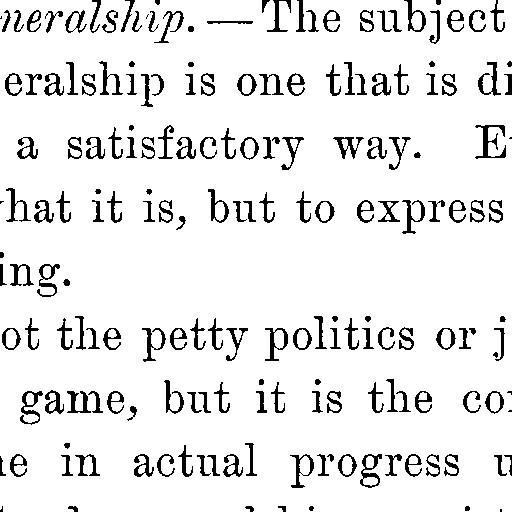 neralship.—The subject
eralship is one that is di
a satisfactory way. E
hat it is, but to express
ing.
ot the petty politics or j
game, but it is the co
e in actual progress u